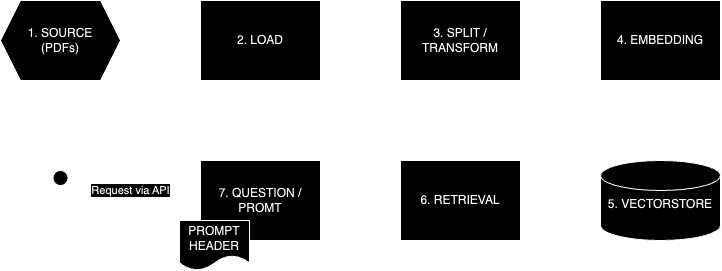 1. SOURCE
(PDFs)
2. LOAD
3. SPLIT /
TRANSFORM
4. EMBEDDING
Request via API
7. QUESTION /
PROMT
PROMPT
HEADER
6. RETRIEVAL
5. VECTORSTORE